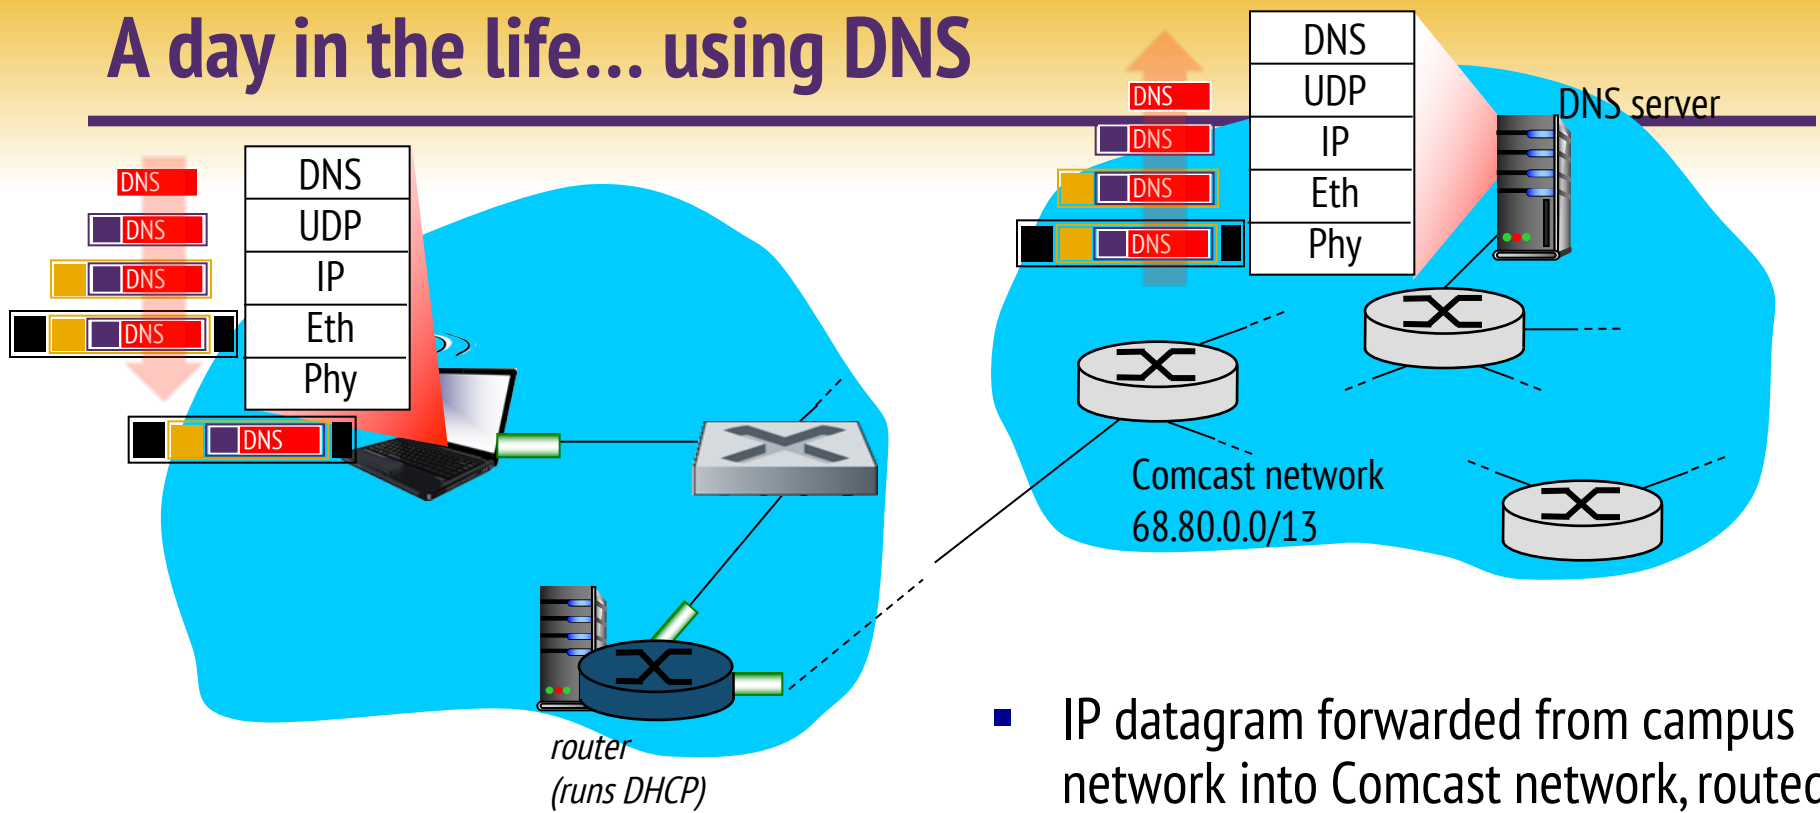 A day in the life… using DNS
DNS
UDP
IP
Eth
Phy
DNS
DNS
DNS
DNS
DNS server
DNS
UDP
IP
Eth
Phy
DNS
DNS
DNS
DNS
DNS
Comcast network
68.80.0.0/13
router
(runs DHCP)
▪ IP datagram forwarded from campus
network into Comcast network, routed